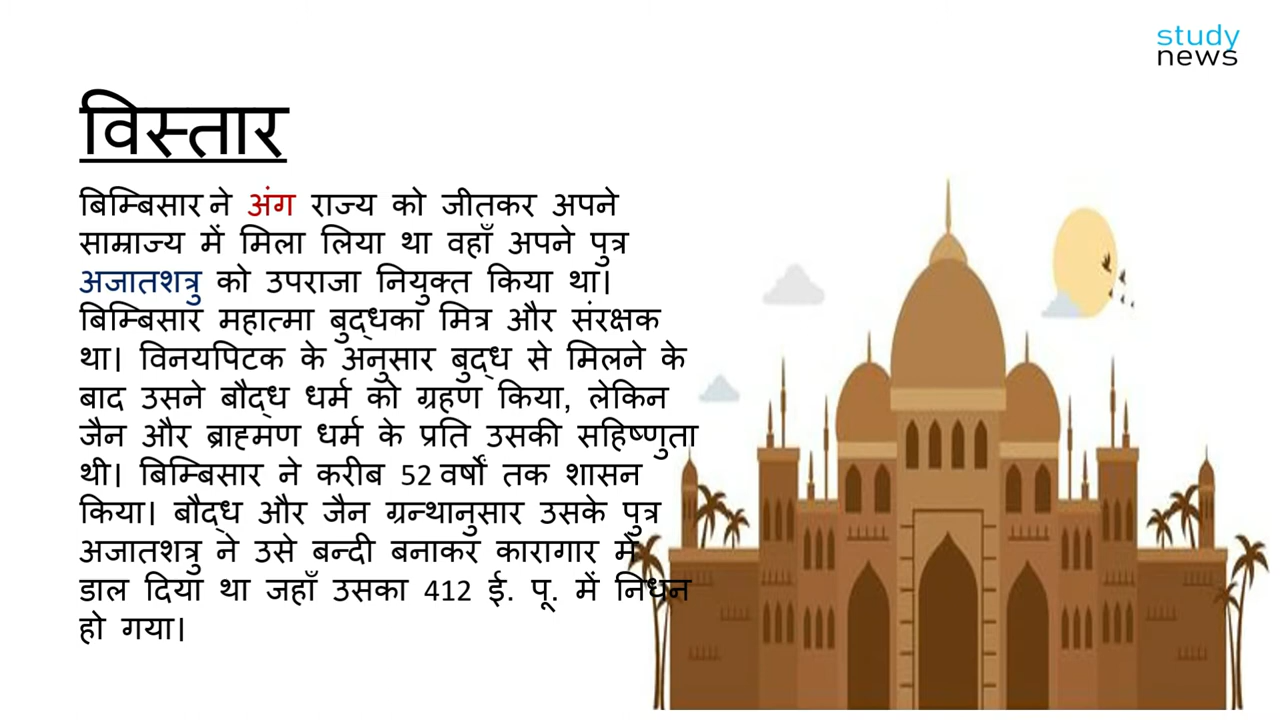 study
news
विस्तार
बिम्बिसार ने अंग राज्य को जीतकर अपने
साम्राज्य में मिला लिया था वहाँ अपने पुत्र
अजातशत्रु को उपराजा नियुक्त किया था।
बिम्बिसार महात्मा बुद्धका मित्र और संरक्षक
था। विनयपिटक के अनुसार बुद्ध से मिलने के
बाद उसने बौद्ध धर्म को ग्रहण किया, लेकिन
जैन और ब्राह्मण धर्म के प्रति उसकी सहिष्णुता
थी। बिम्बिसार ने करीब 52 वर्षों तक शासन
किया। बौद्ध और जैन ग्रन्थानुसार उसके पुत्र
अजातशत्रु ने उसे बन्दी बनाकर कारागार में
डाल दिया था जहाँ उसका 412 ई. पू. में निधन
हो गया।